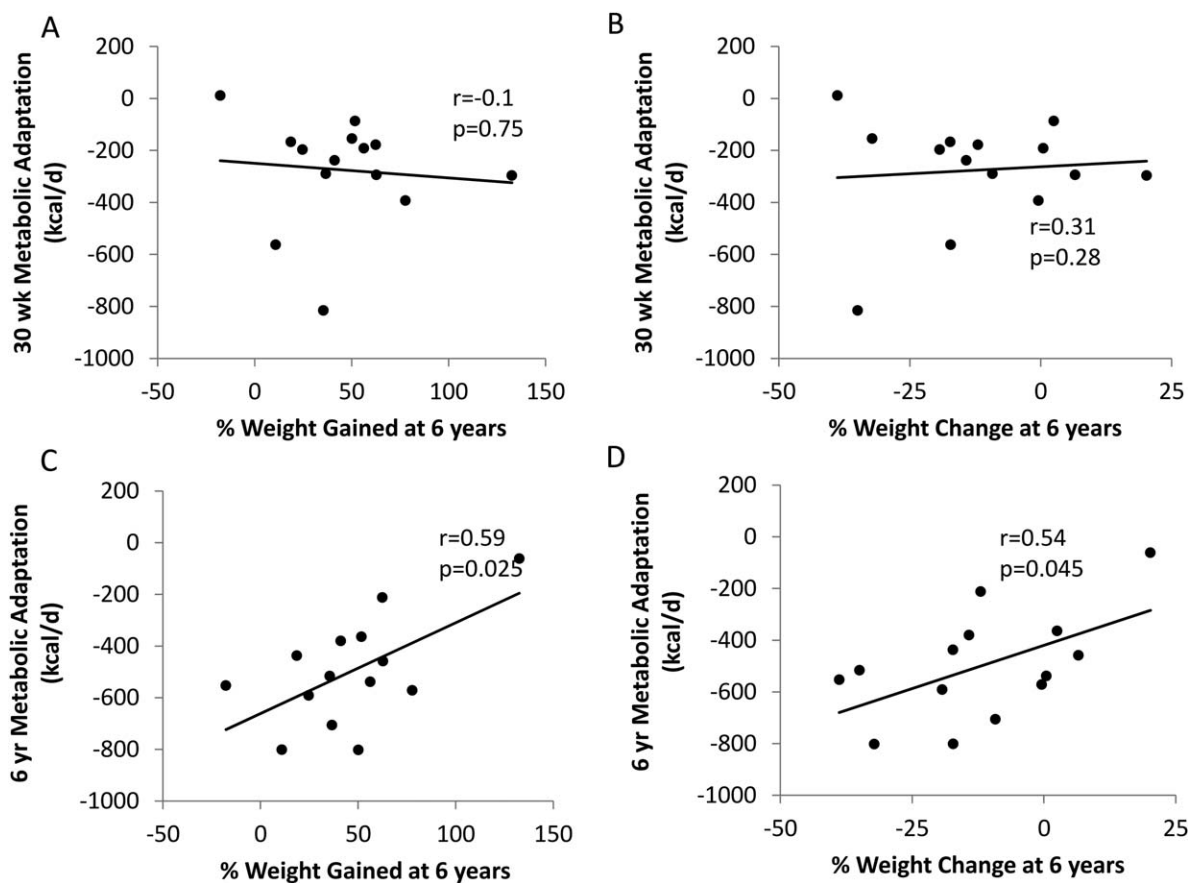 A
30 wk Metabolic Adaptation
(kcal/d)
200
0
-200
-400
-600
-800
-1000
r=-0.1
p=0.75
-50
0
50
100
150
% Weight Gained at 6 years
B
30 wk Metabolic Adaptation
(kcal/d)
200
0
-200
-400
-600
-800
-1000
r=0.31
p=0.28
-50
-25
0
25
% Weight Change at 6 years
C
6 yr Metabolic Adaptation
(kcal/d)
200
0
-200
-400
-600
-800
-1000
r=0.59
p=0.025
-50
0
50
100
150
% Weight Gained at 6 years
D
6 yr Metabolic Adaptation
(kcal/d)
200
0
-200
-400
-600
-800
-1000
r=0.54
p=0.045
-50
-25
0
25
% Weight Change at 6 years